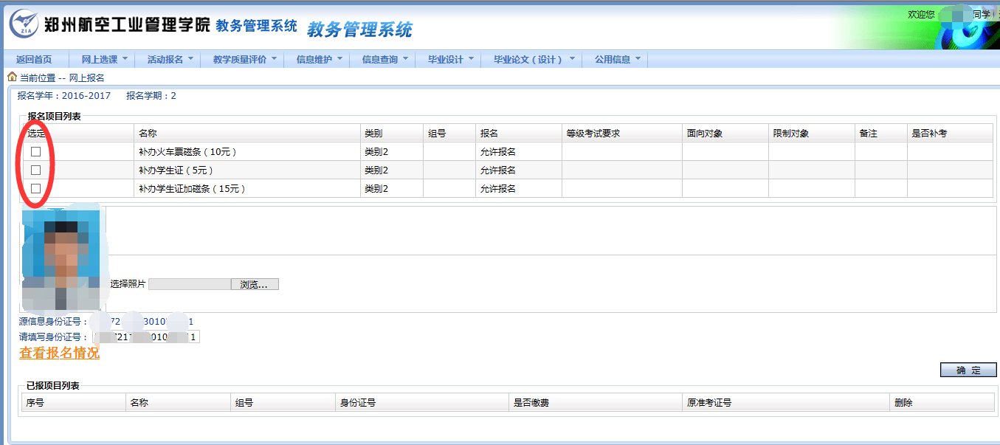 郑州航空工业管理学院 教务管理系统 教务管理系统
ZIA
欢迎您 同学
返回首页 网上选课 活动报名 教学质量评价 信息维护 信息查询 毕业设计 毕业论文（设计） 公用信息
当前位置 -- 网上报名
报名学年：2016-2017 报名学期：2
报名项目列表
选定 名称 类别 组号 报名 等级考试要求 面向对象 限制对象 备注 是否补考
补办火车票磁条（10元） 类别2 允许报名
补办学生证（5元） 类别2 允许报名
补办学生证加磁条（15元） 类别2 允许报名
选择照片 浏览...
源信息身份证号： 72 3010 1
请填写身份证号： 721 010 1
查看报名情况
确 定
已报项目列表
序号 名称 组号 身份证号 是否缴费 原准考证号 删除